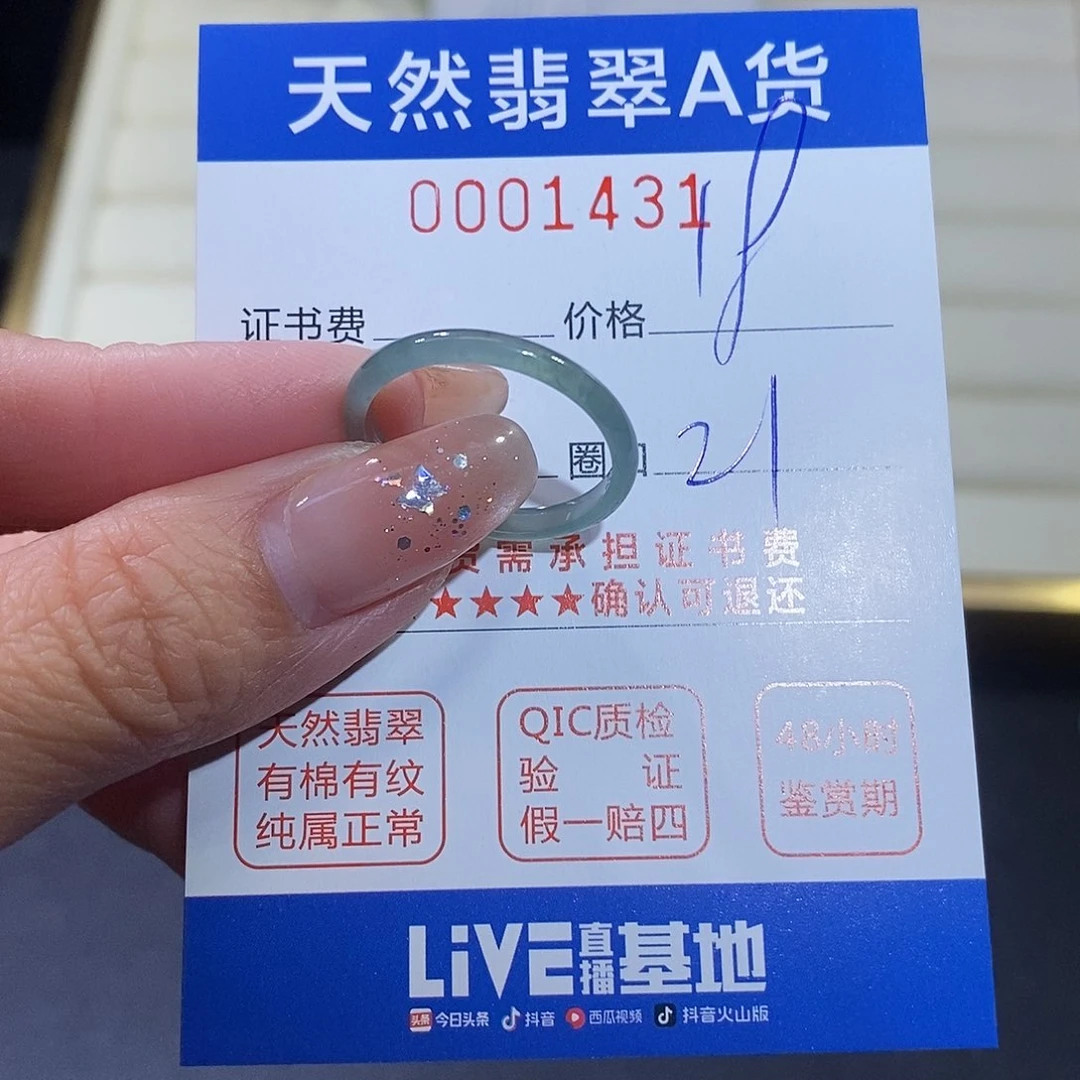 天然翡翠A货
0001431
证书费 价格 18
圈口 21
需承担证书费
★★★★确认可退还
天然翡翠
有棉有纹
纯属正常
QIC质检
验 证
假一赔四
48小时
鉴赏期
LiVE直播基地
头条 今日头条 抖音 西瓜视频 抖音火山版